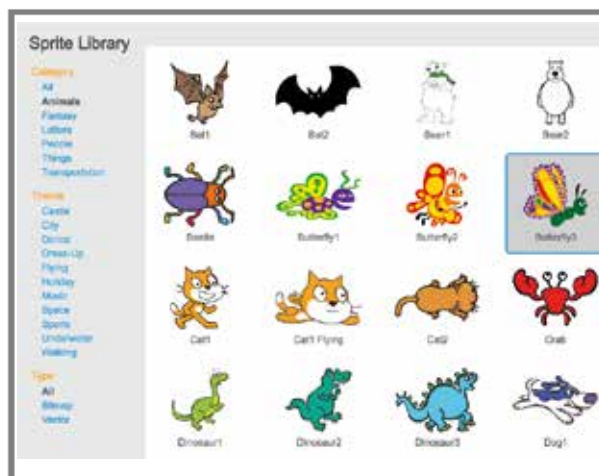 Sprite Library
Category
All
Animals
Fantasy
Letters
People
Things
Transportation
Theme
Castle
City
Dance
Dress-Up
Flying
Holiday
Music
Space
Sports
Underwater
Walking
Type
All
Bitmap
Vector
Bat1
Bat2
Bear1
Bear2
Beetle
Butterfly1
Butterfly2
Butterfly3
Cat1
Cat1 Flying
Cat2
Crab
Dinosaur1
Dinosaur2
Dinosaur3
Dog1